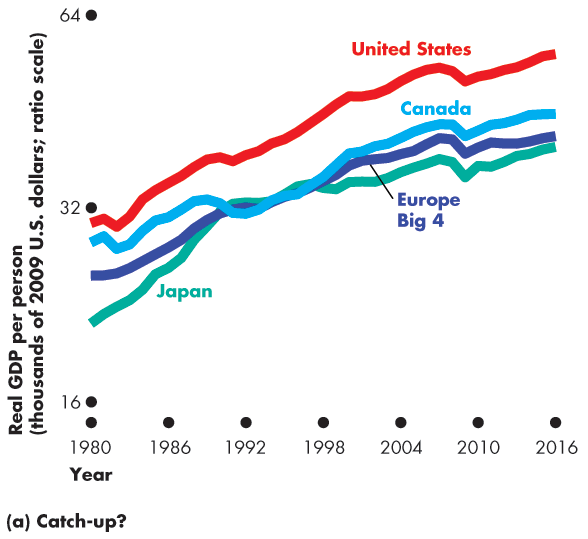 64
United States
Canada
32
Europe
Big 4
Japan
16
Real GDP per person
(thousands of 2009 U.S. dollars; ratio scale)
1980 1986 1992 1998 2004 2010 2016
Year
(a) Catch-up?